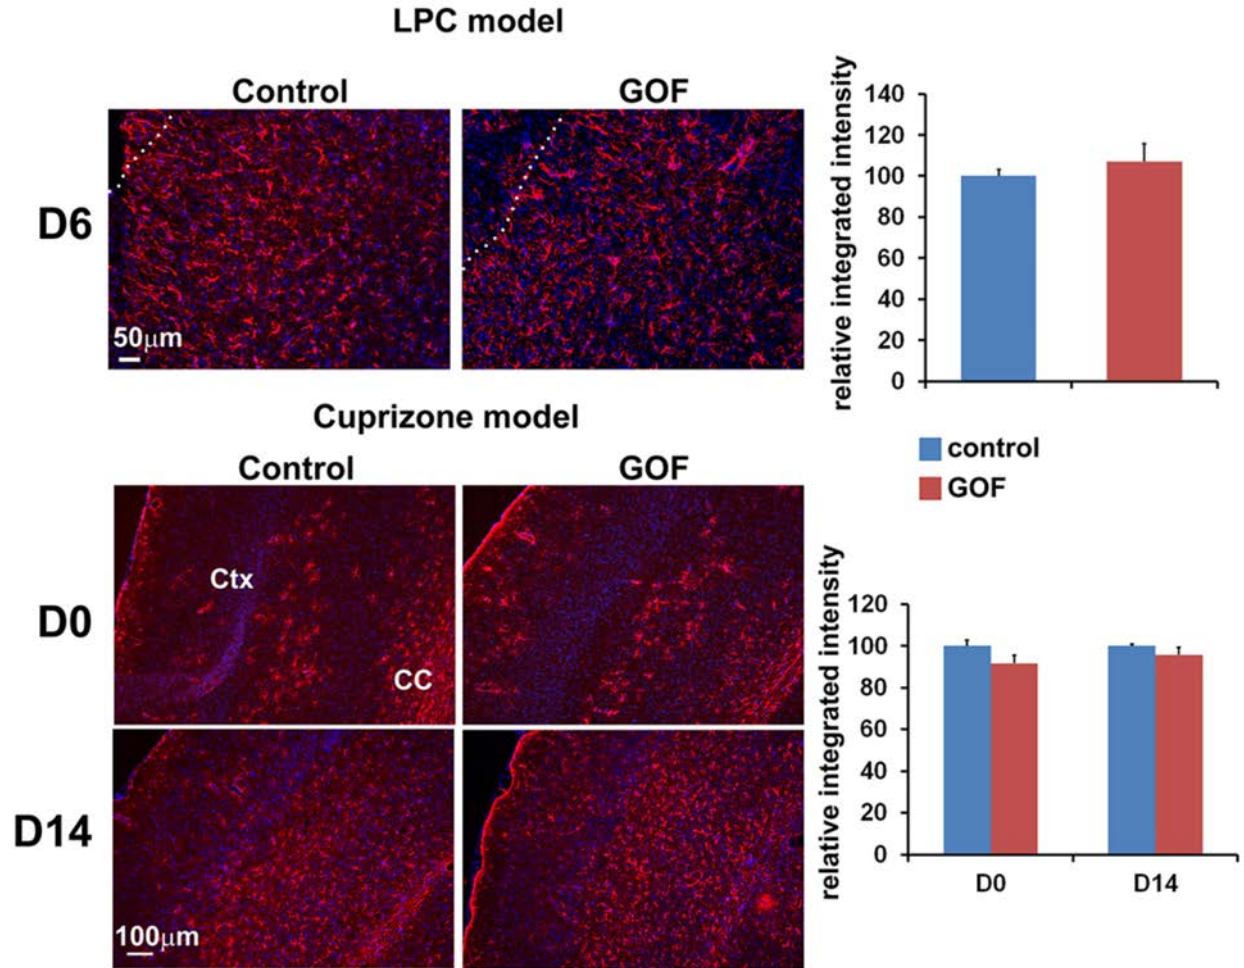 LPC model
Control
GOF
D6
50μm
relative integrated intensity
140
120
100
80
60
40
20
0
control
GOF
Cuprizone model
Control
GOF
D0
Ctx
CC
D14
100μm
relative integrated intensity
120
100
80
60
40
20
0
D0
D14